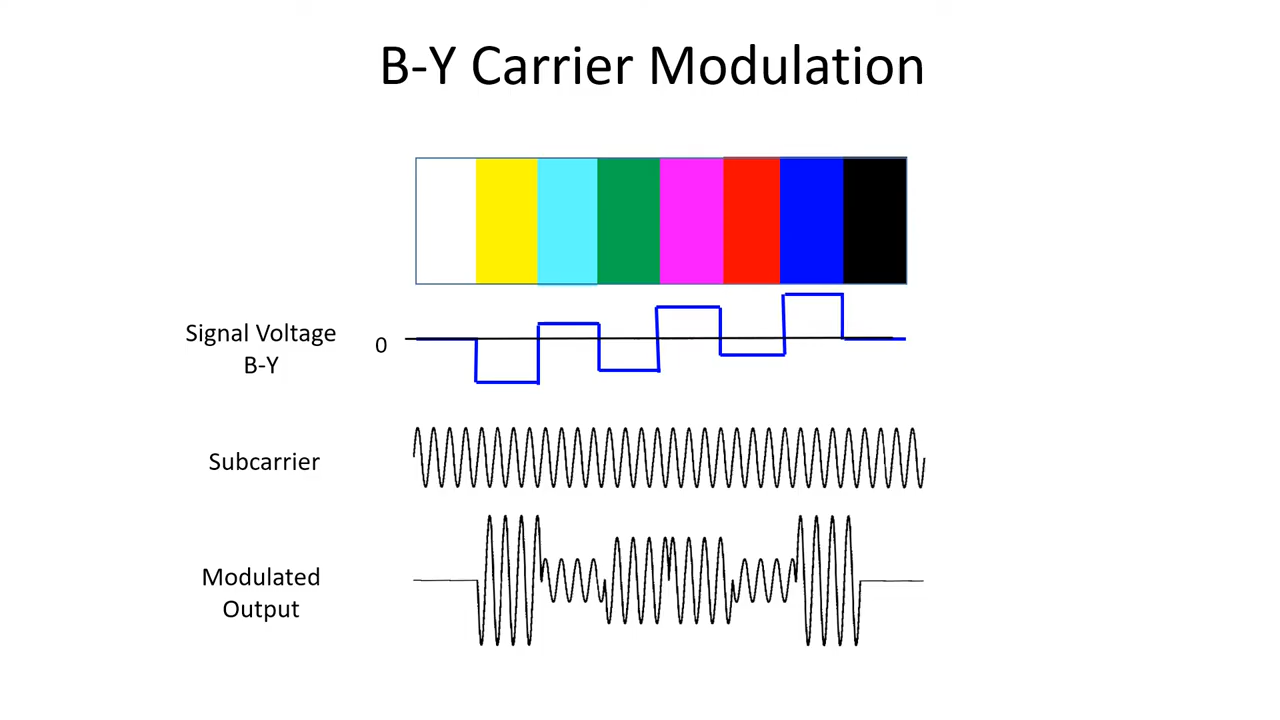 B-Y Carrier Modulation
Signal Voltage
B-Y
0
Subcarrier
Modulated
Output